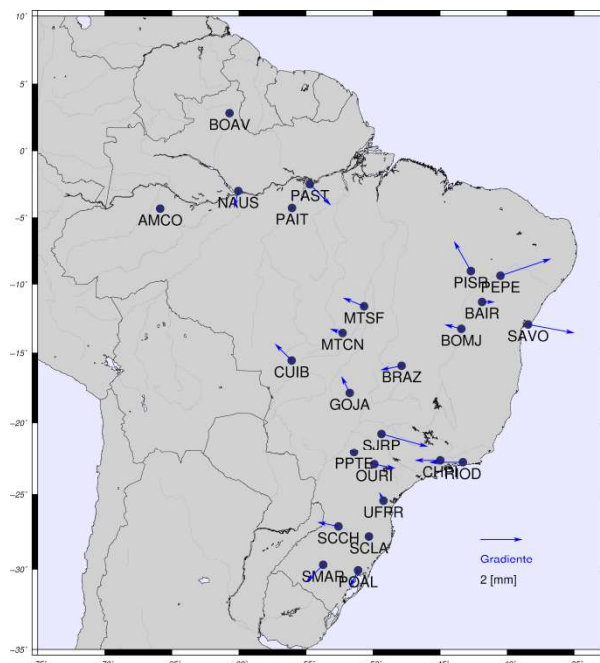 10˚
5˚
0˚
-5˚
-10˚
-15˚
-20˚
-25˚
-30˚
-35˚
BOAV
NAUS
PAST
AMCO
PAIT
PISR
PEPE
BAIR
MTSF
MTCN
BOMJ
SAVO
CUIB
BRAZ
GOJA
SJRP
PPTE
OURI
CHPI
RIOD
UFPR
SCCH
SCLA
SMAR
POAL
Gradiente
2 [mm]